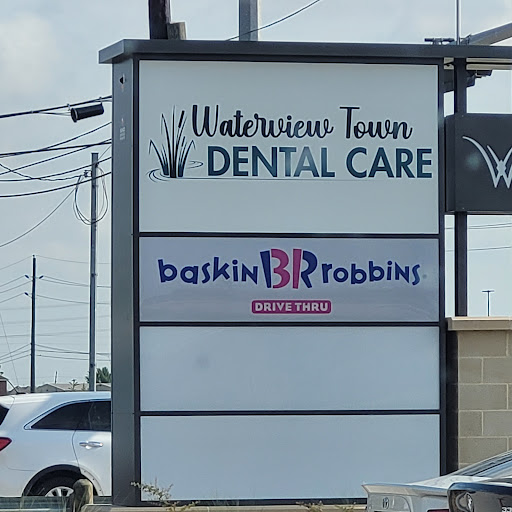 Waterview Town
DENTAL CARE
baskin BR robbins
DRIVE THRU
W